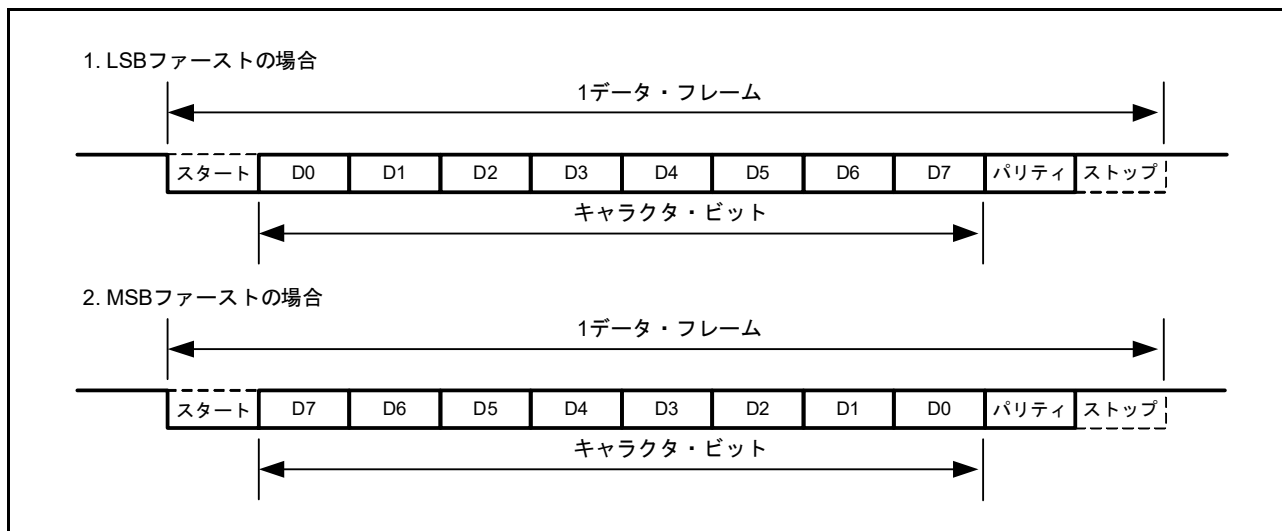 1. LSBファーストの場合
1データ・フレーム
スタート D0 D1 D2 D3 D4 D5 D6 D7 パリティ ストップ
キャラクタ・ビット
2. MSBファーストの場合
1データ・フレーム
スタート D7 D6 D5 D4 D3 D2 D1 D0 パリティ ストップ
キャラクタ・ビット